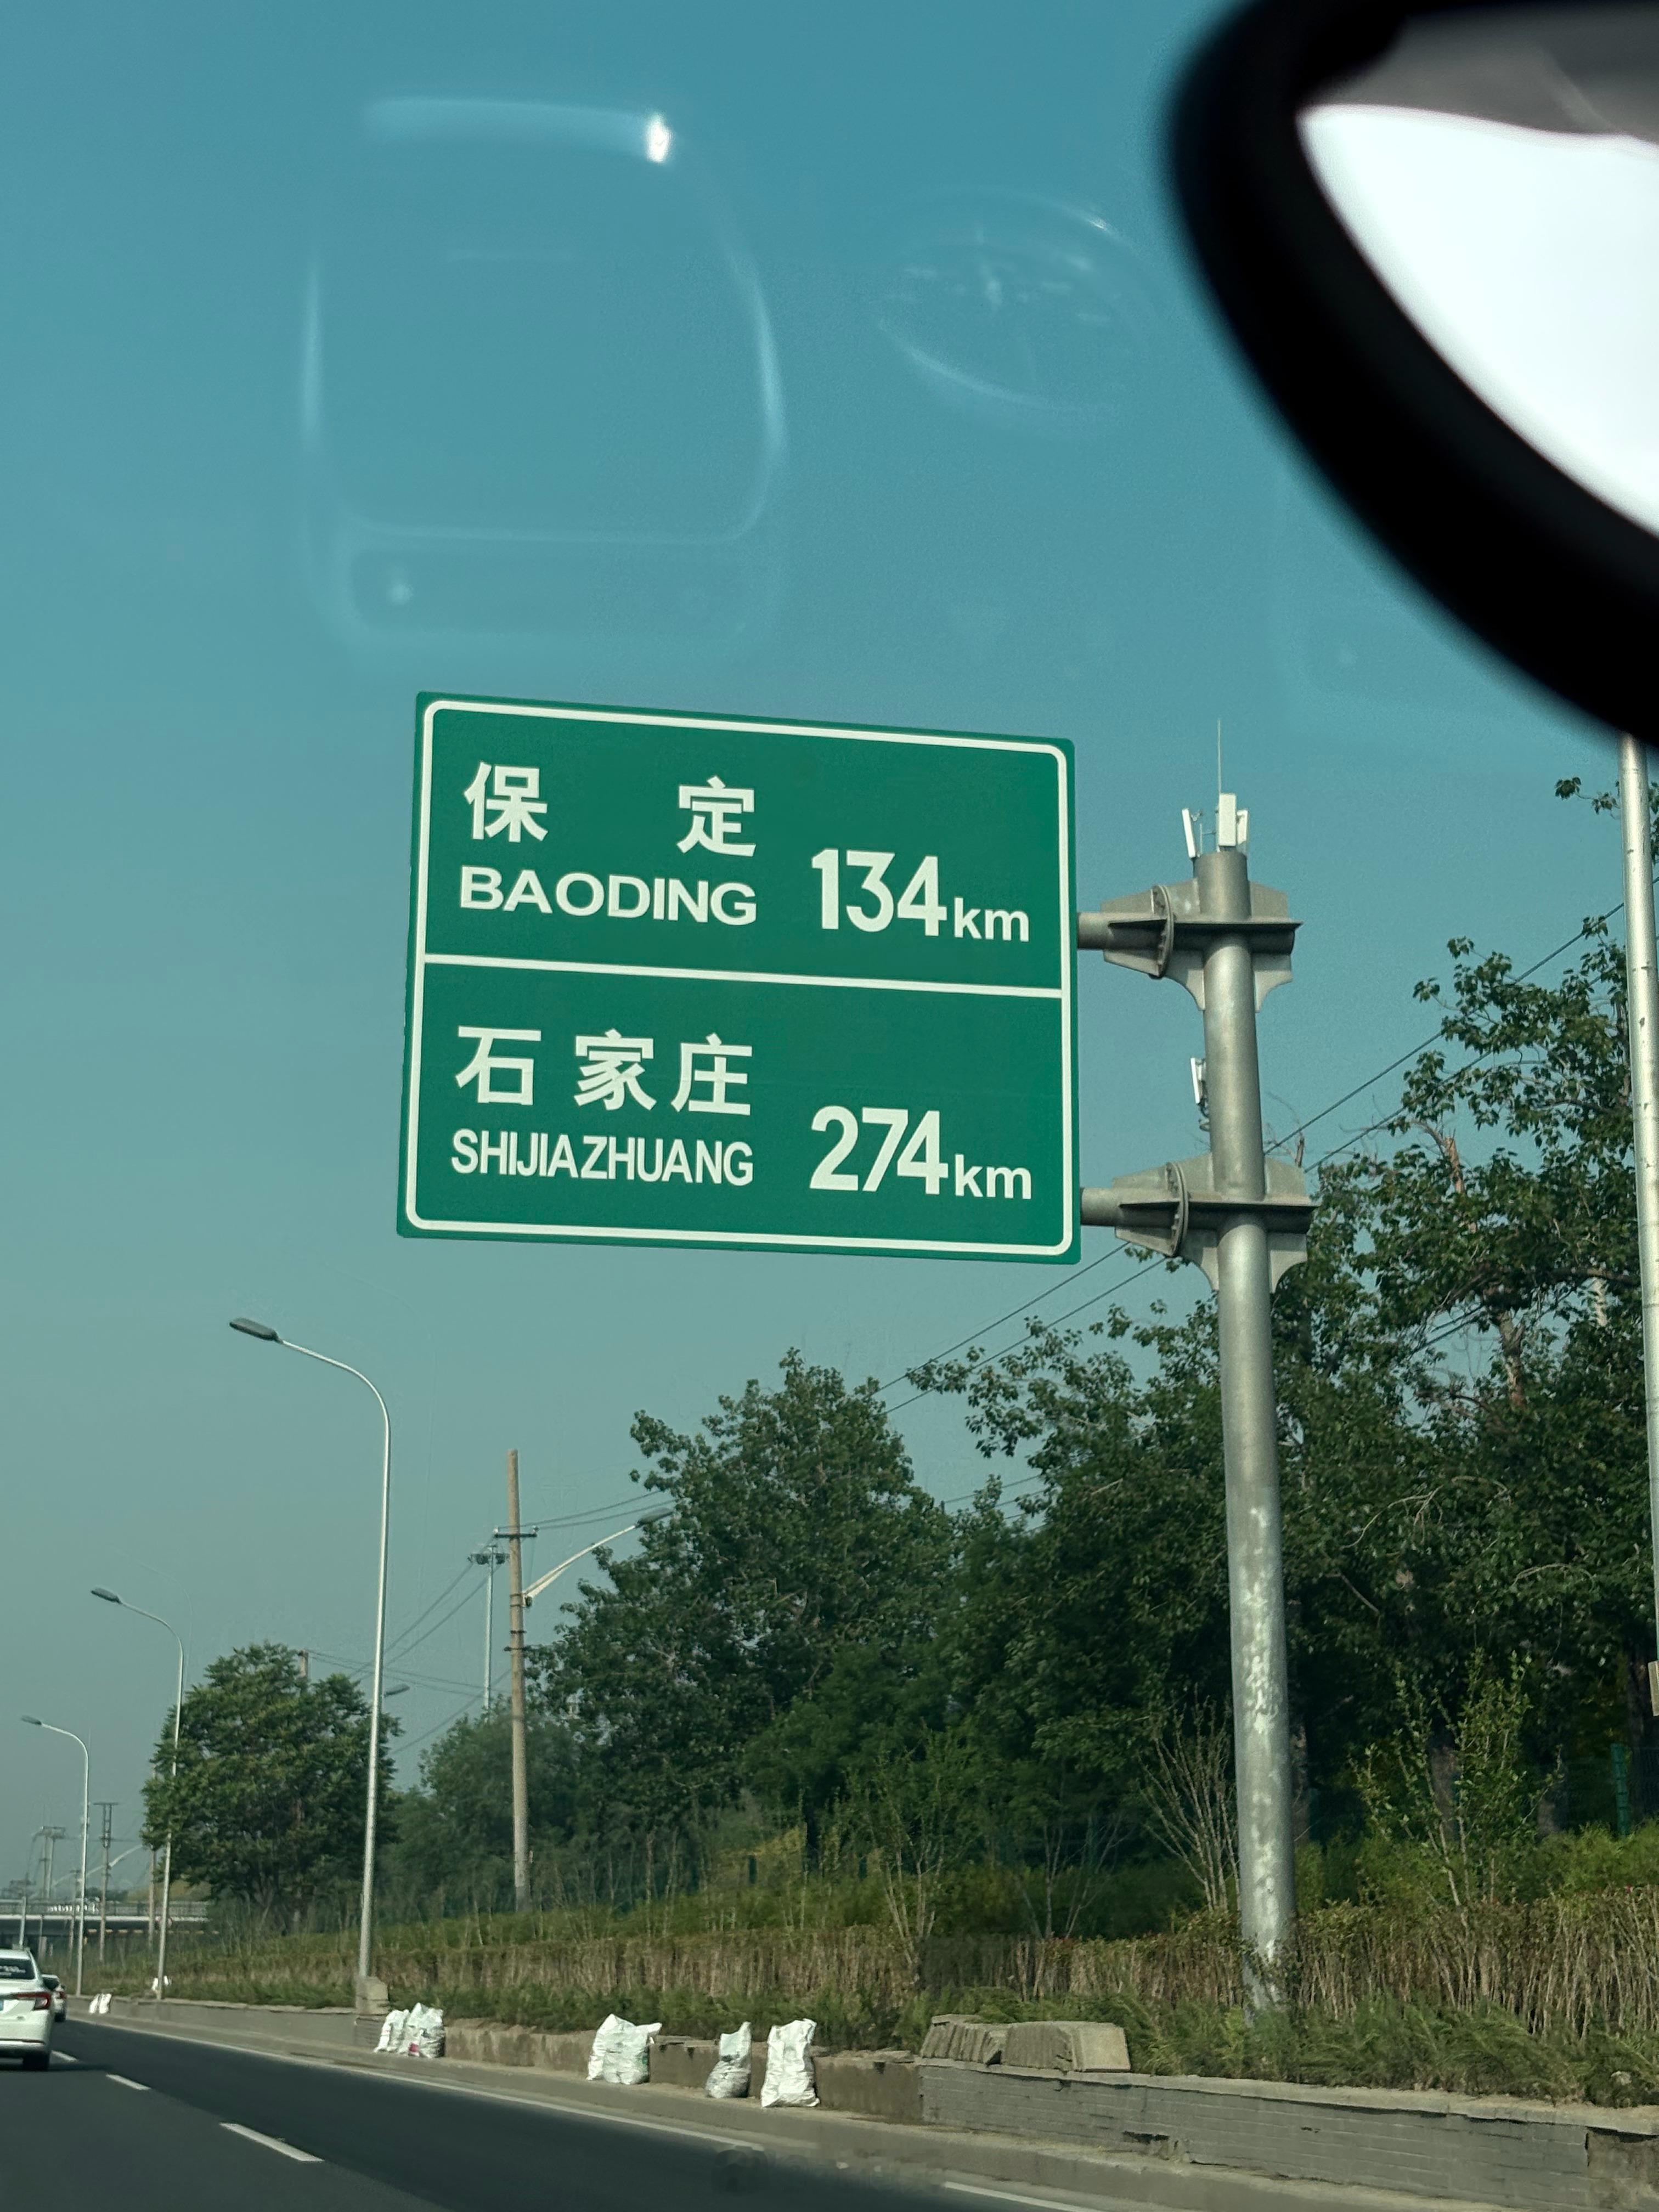 保 定
BAODING 134km
石家庄
SHIJIAZHUANG 274km